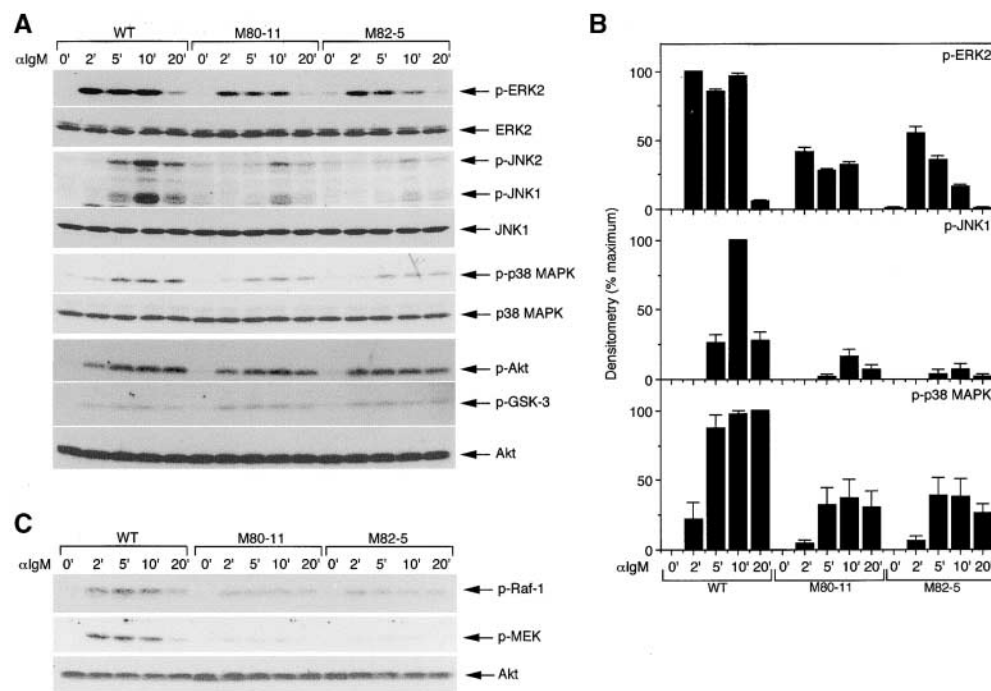 A
WT M80-11 M82-5
αIgM 0' 2' 5' 10' 20' 0' 2' 5' 10' 20' 0' 2' 5' 10' 20'
p-ERK2
ERK2
p-JNK2
p-JNK1
JNK1
p-p38 MAPK
p38 MAPK
p-Akt
p-GSK-3
Akt
B
p-ERK2
100
50
0
p-JNK1
100
50
0
p-p38 MAPK
100
50
0
Densitometry (% maximum)
αIgM 0' 2' 5' 10' 20' 0' 2' 5' 10' 20' 0' 2' 5' 10' 20'
WT M80-11 M82-5
C
WT M80-11 M82-5
αIgM 0' 2' 5' 10' 20' 0' 2' 5' 10' 20' 0' 2' 5' 10' 20'
p-Raf-1
p-MEK
Akt